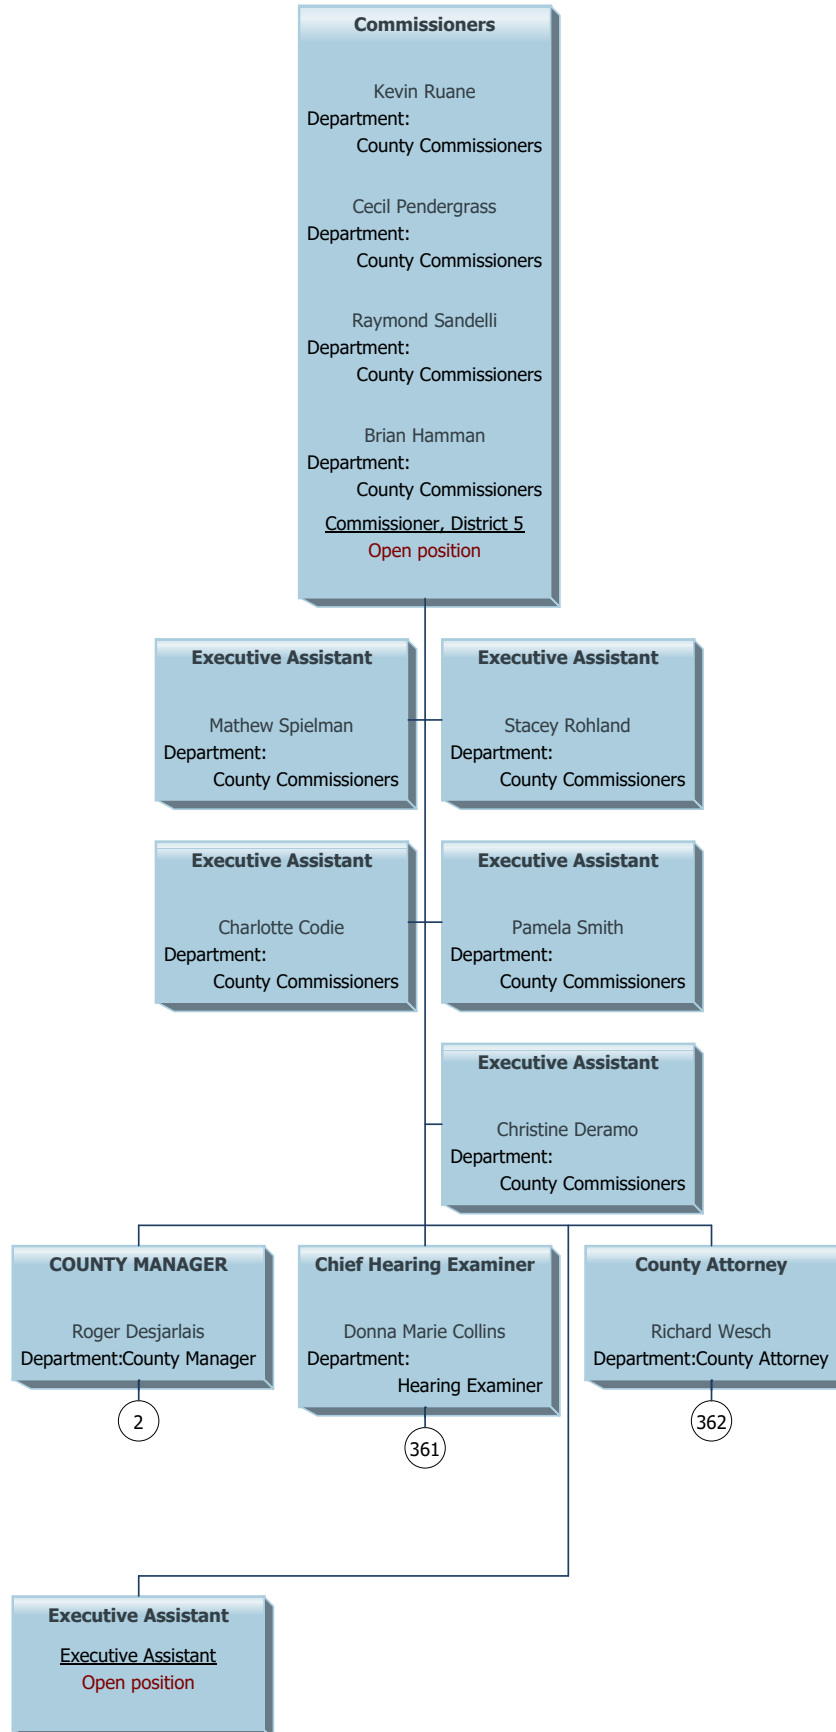 Commissioners
Kevin Ruane
Department:
County Commissioners
Cecil Pendergrass
Department:
County Commissioners
Raymond Sandelli
Department:
County Commissioners
Brian Hamman
Department:
County Commissioners
Commissioner, District 5
Open position
Executive Assistant
Mathew Spielman
Department:
County Commissioners
Executive Assistant
Stacey Rohland
Department:
County Commissioners
Executive Assistant
Charlotte Codie
Department:
County Commissioners
Executive Assistant
Pamela Smith
Department:
County Commissioners
Executive Assistant
Christine Deramo
Department:
County Commissioners
COUNTY MANAGER
Roger Desjarlais
Department:County Manager
2
Chief Hearing Examiner
Donna Marie Collins
Department:
Hearing Examiner
361
County Attorney
Richard Wesch
Department:County Attorney
362
Executive Assistant
Executive Assistant
Open position